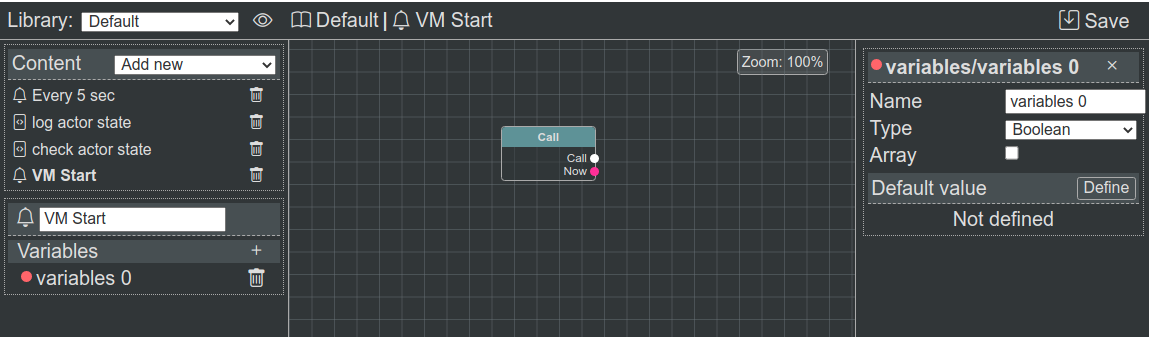 Library: Default Default | VM Start Save
Content Add new
Every 5 sec
log actor state
check actor state
VM Start
VM Start
Variables +
variables 0
Zoom: 100%
Call
Call
Now
variables/variables 0 ×
Name variables 0
Type Boolean
Array
Default value Define
Not defined